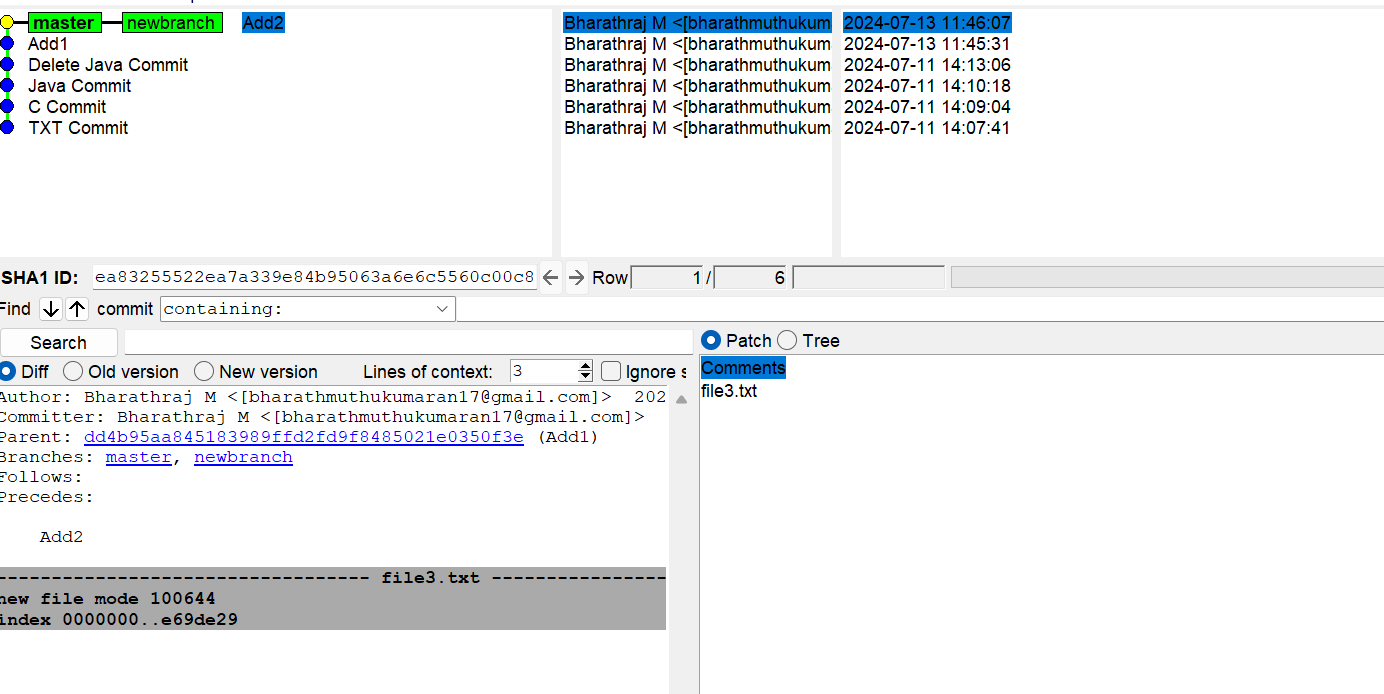 master newbranch Add2 Bharathraj M <[bharathmuthukum 2024-07-13 11:46:07
Add1 Bharathraj M <[bharathmuthukum 2024-07-13 11:45:31
Delete Java Commit Bharathraj M <[bharathmuthukum 2024-07-11 14:13:06
Java Commit Bharathraj M <[bharathmuthukum 2024-07-11 14:10:18
C Commit Bharathraj M <[bharathmuthukum 2024-07-11 14:09:04
TXT Commit Bharathraj M <[bharathmuthukum 2024-07-11 14:07:41
SHA1 ID: ea83255522ea7a339e84b95063a6e6c5560c00c8 Row 1 / 6
Find commit containing:
Search
Patch Tree
Diff Old version New version Lines of context: 3 Ignore s
Comments
file3.txt
Author: Bharathraj M <[bharathmuthukumaran17@gmail.com]> 202
Committer: Bharathraj M <[bharathmuthukumaran17@gmail.com]>
Parent: dd4b95aa845183989ffd2fd9f8485021e0350f3e (Add1)
Branches: master, newbranch
Follows:
Precedes:
Add2
--------------------------------- file3.txt ----------------
new file mode 100644
index 0000000..e69de29